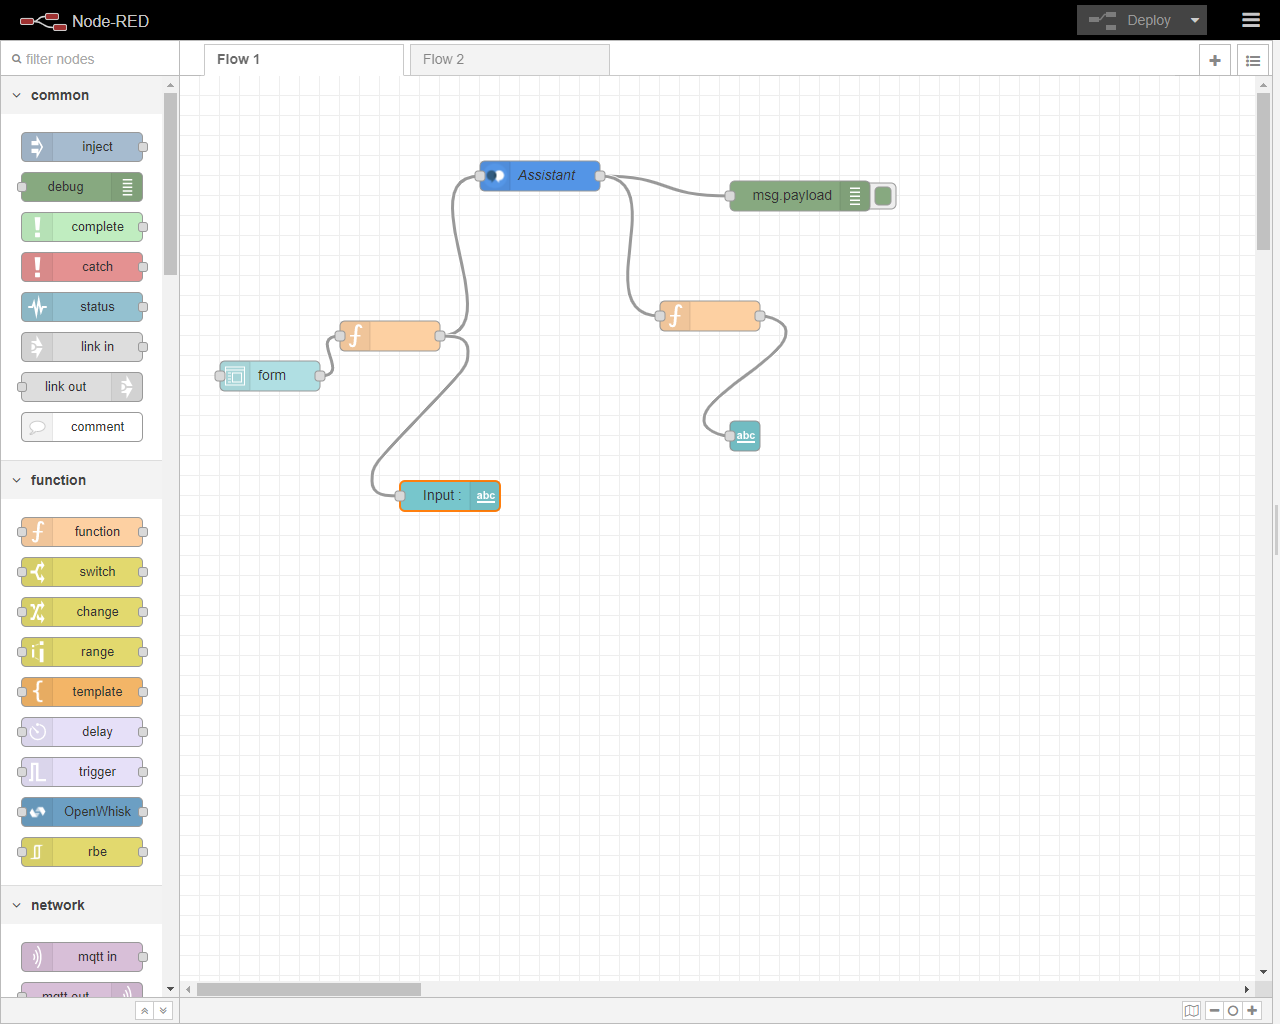 Node-RED
Deploy
filter nodes
Flow 1
Flow 2
common
inject
debug
complete
catch
status
link in
link out
comment
function
function
switch
change
range
template
delay
trigger
OpenWhisk
rbe
network
mqtt in
mqtt out
Assistant
msg.payload
form
abc
Input :
abc